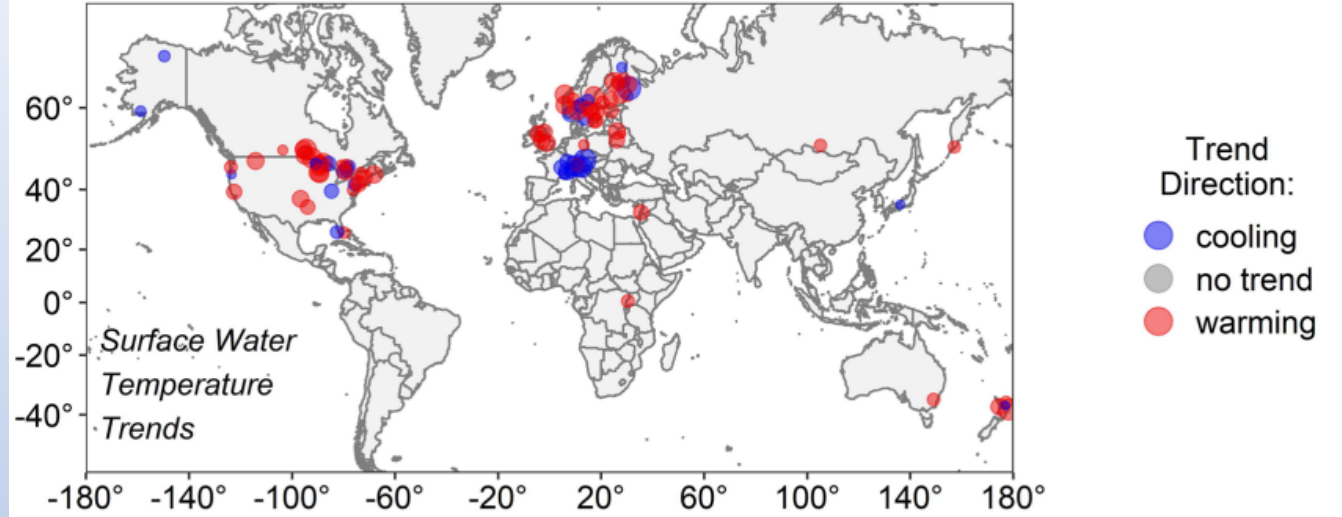 60°
40°
20°
0°
-20°
-40°
Surface Water
Temperature
Trends
-180° -140° -100° -60° -20° 20° 60° 100° 140° 180°
Trend
Direction:
cooling
no trend
warming